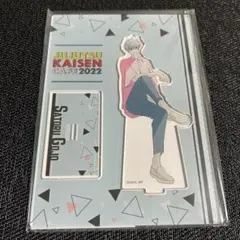 JUJUTSU
KAISEN
CAFE 2022
SATORU GOJO